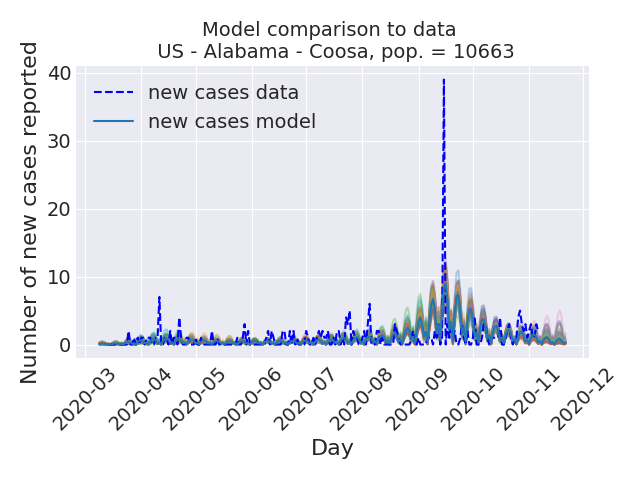 Model comparison to data
US - Alabama - Coosa, pop. = 10663
Number of new cases reported
40
30
20
10
0
new cases data
new cases model
2020-03
2020-04
2020-05
2020-06
2020-07
2020-08
2020-09
2020-10
2020-11
2020-12
Day